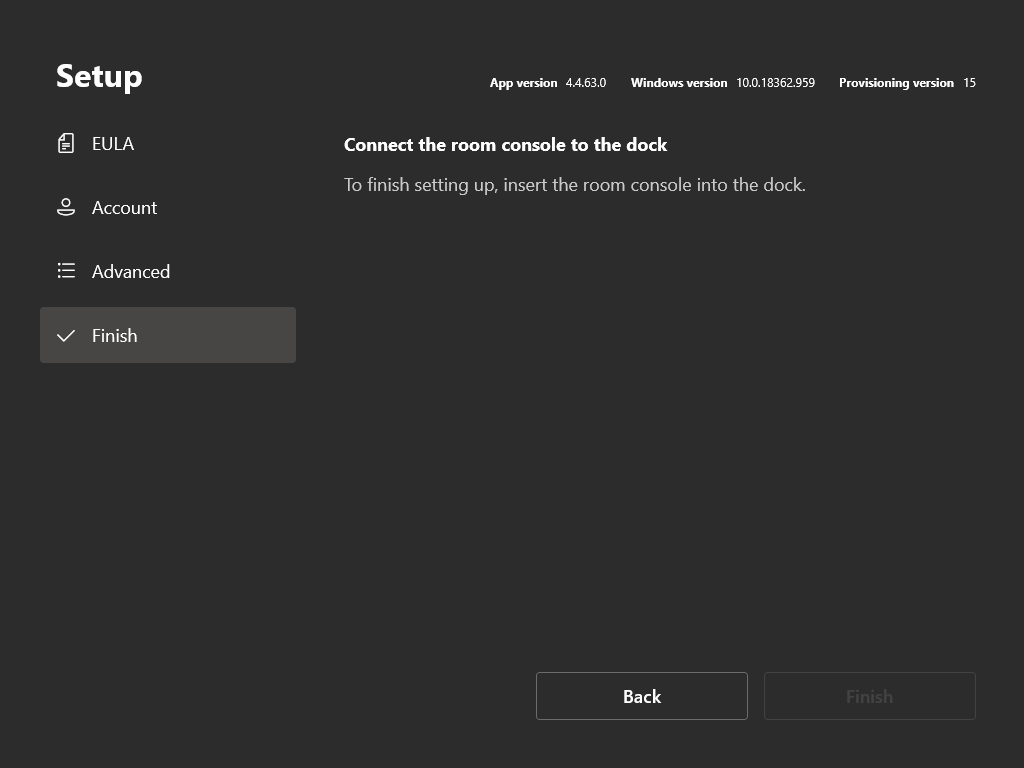 Setup
App version 4.4.63.0 Windows version 10.0.18362.959 Provisioning version 15
EULA
Account
Advanced
Finish
Connect the room console to the dock
To finish setting up, insert the room console into the dock.
Back
Finish